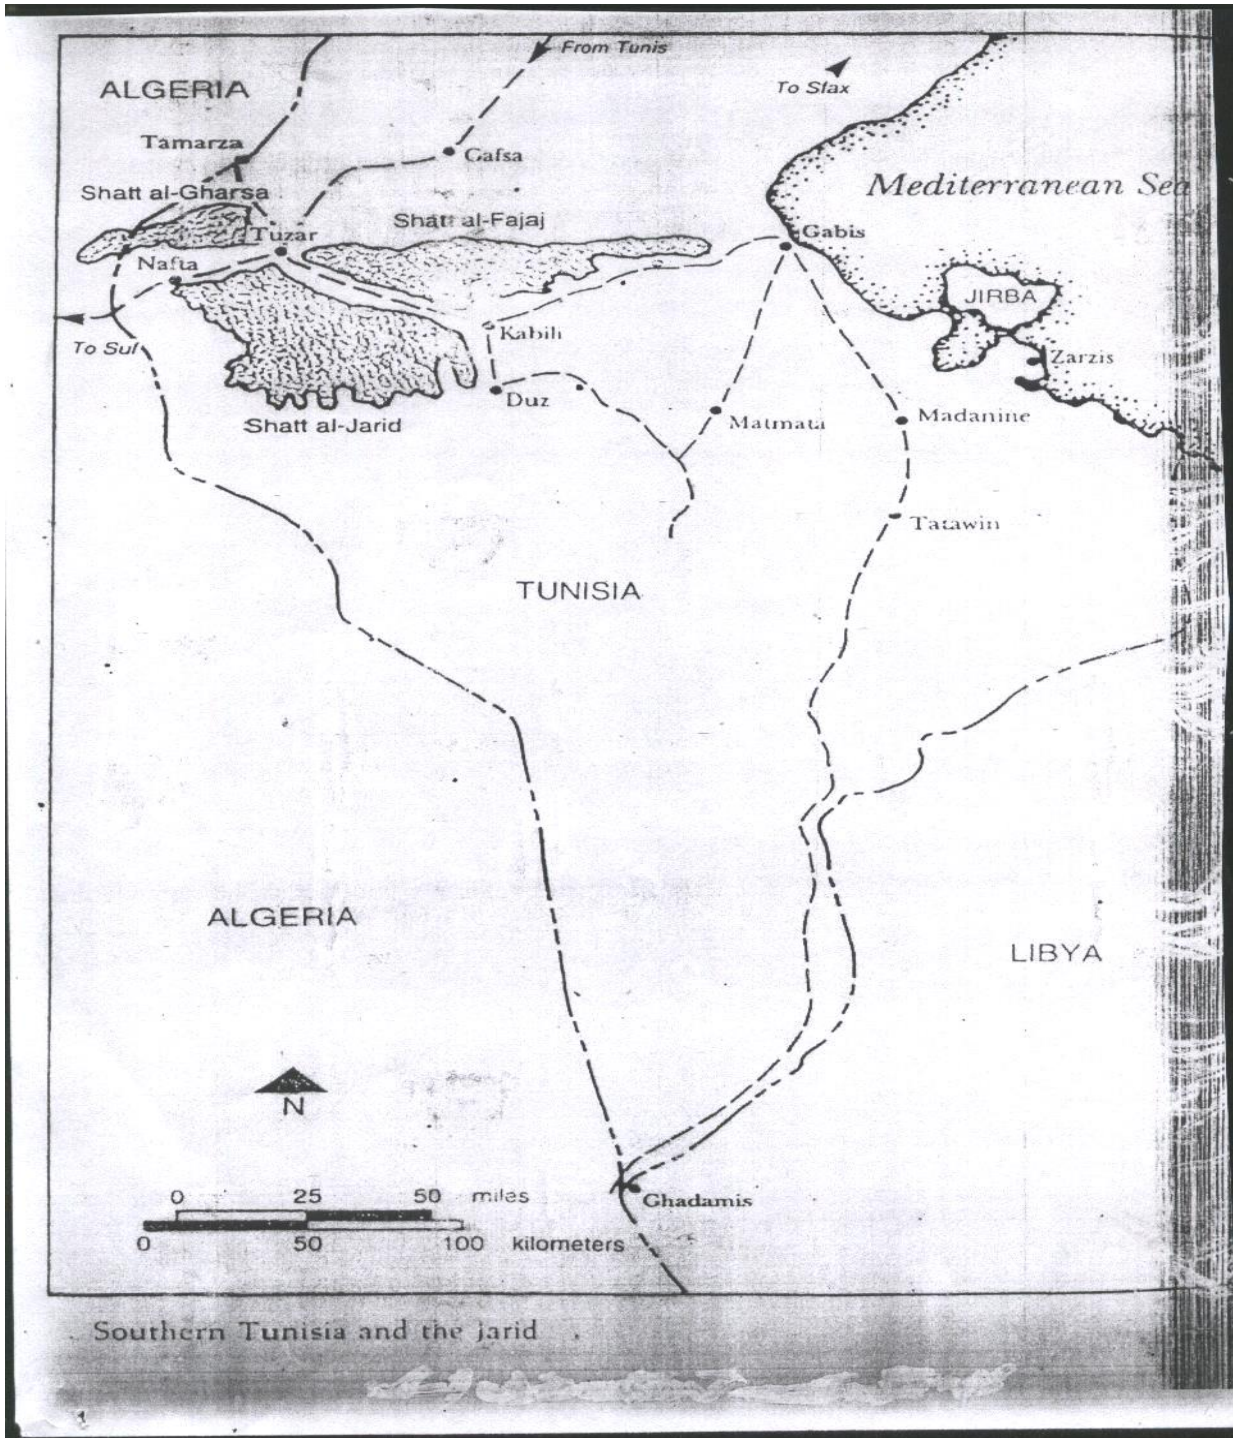 From Tunis
To Sfax
ALGERIA
Tamarza
Gafsa
Shatt al-Gharsa
Mediterranean Sea
Shatt al-Fajaj
Tuzar
Gabis
Nafta
JIRBA
Kabili
To Suf
Zarzis
Duz
Shatt al-Jarid
Matmata
Madanine
Tatawin
TUNISIA
ALGERIA
LIBYA
N
0 25 50 miles
Ghadamis
0 50 100 kilometers
Southern Tunisia and the Jarid